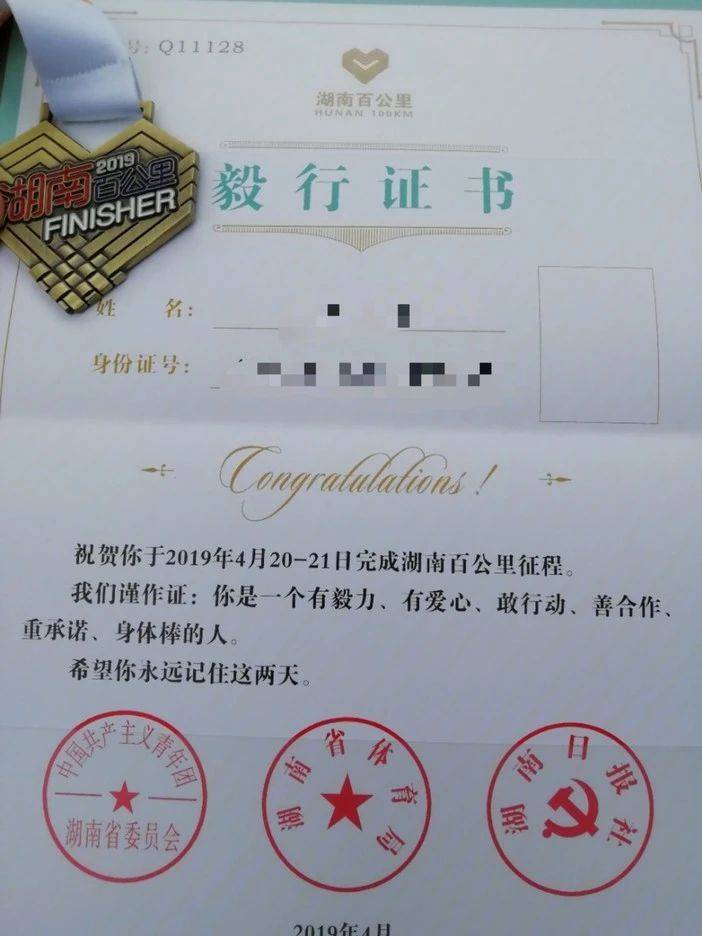 号: Q11128
湖南百公里
HUNAN 100KM
湖南2019百公里
FINISHER
毅行证书
姓 名:
身份证号:
Congratulations!
祝贺你于2019年4月20-21日完成湖南百公里征程。
我们谨作证: 你是一个有毅力、有爱心、敢行动、善合作、
重承诺、身体棒的人。
希望你永远记住这两天。
中国共产主义青年团
湖南省委员会
湖南省体育局
湖南日报社
2019年4月